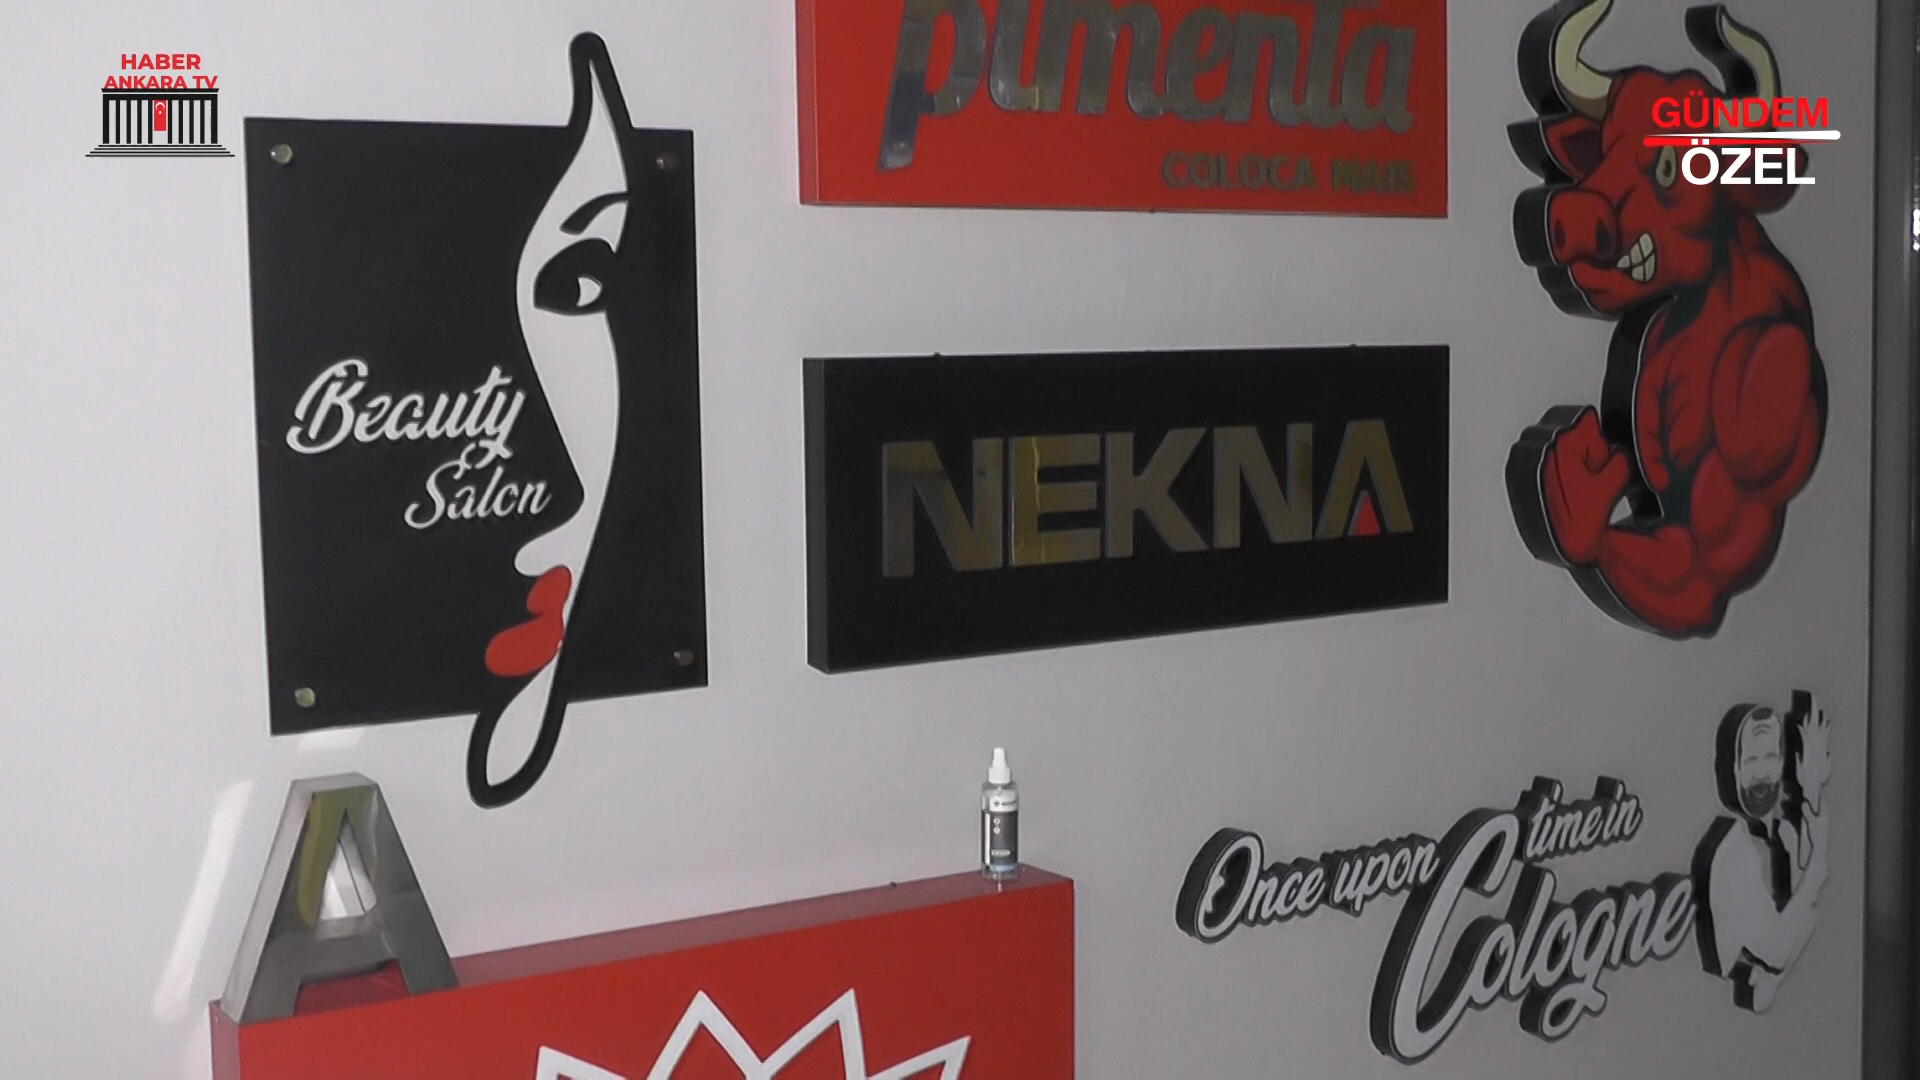 HABER
ANKARA TV
pimenta
COLOCA MAIS
GÜNDEM
ÖZEL
Beauty
Salon
NEKNA
A
Once upon
time in
Cologne